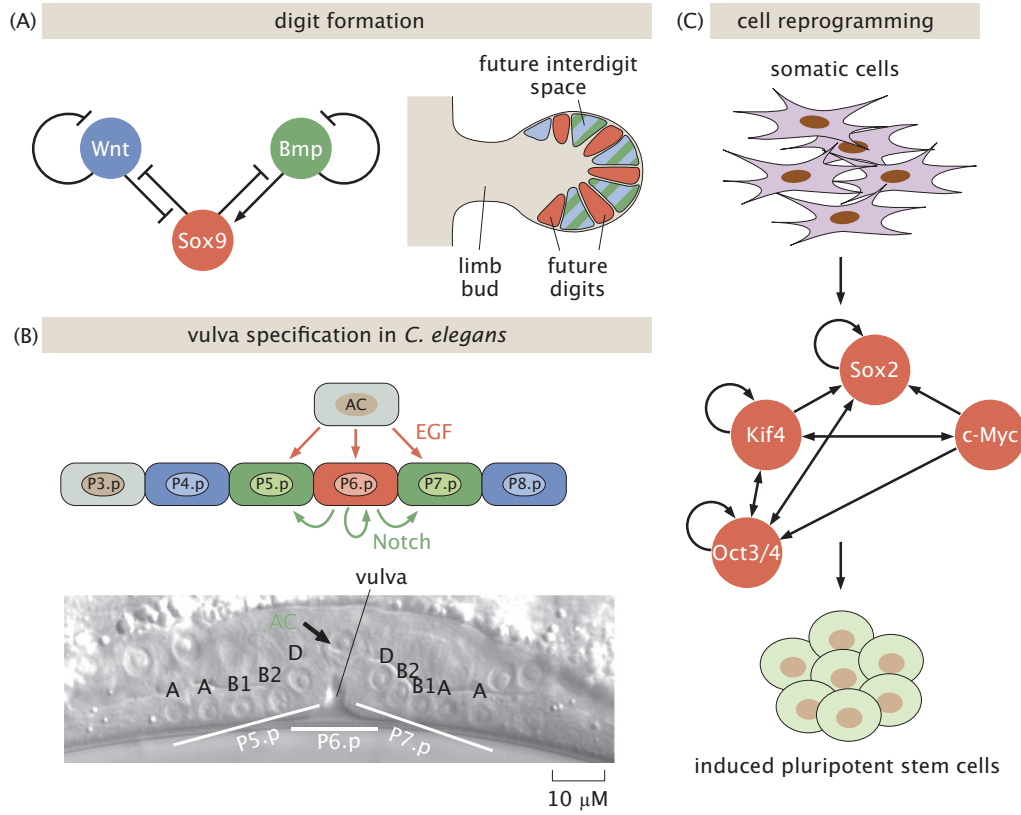 (A)
digit formation
Wnt
Bmp
Sox9
future interdigit
space
limb
bud
future
digits
(B)
vulva specification in C. elegans
AC
EGF
P3.p
P4.p
P5.p
P6.p
P7.p
P8.p
Notch
vulva
AC
A
A
B1
B2
D
D
B2
B1
A
A
P5.p
P6.p
P7.p
10 μM
(C)
cell reprogramming
somatic cells
Sox2
Kif4
c-Myc
Oct3/4
induced pluripotent stem cells